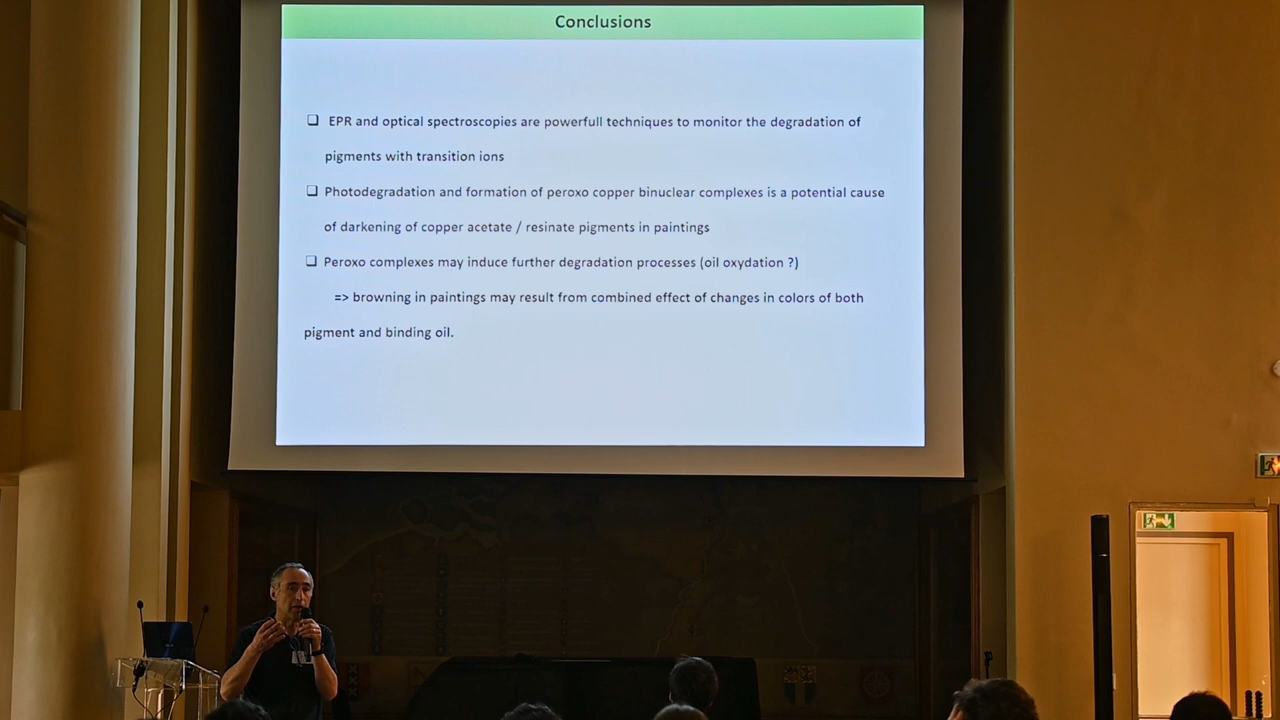 Conclusions
❑ EPR and optical spectroscopies are powerfull techniques to monitor the degradation of
pigments with transition ions
❑ Photodegradation and formation of peroxo copper binuclear complexes is a potential cause
of darkening of copper acetate / resinate pigments in paintings
❑ Peroxo complexes may induce further degradation processes (oil oxydation ?)
=> browning in paintings may result from combined effect of changes in colors of both
pigment and binding oil.